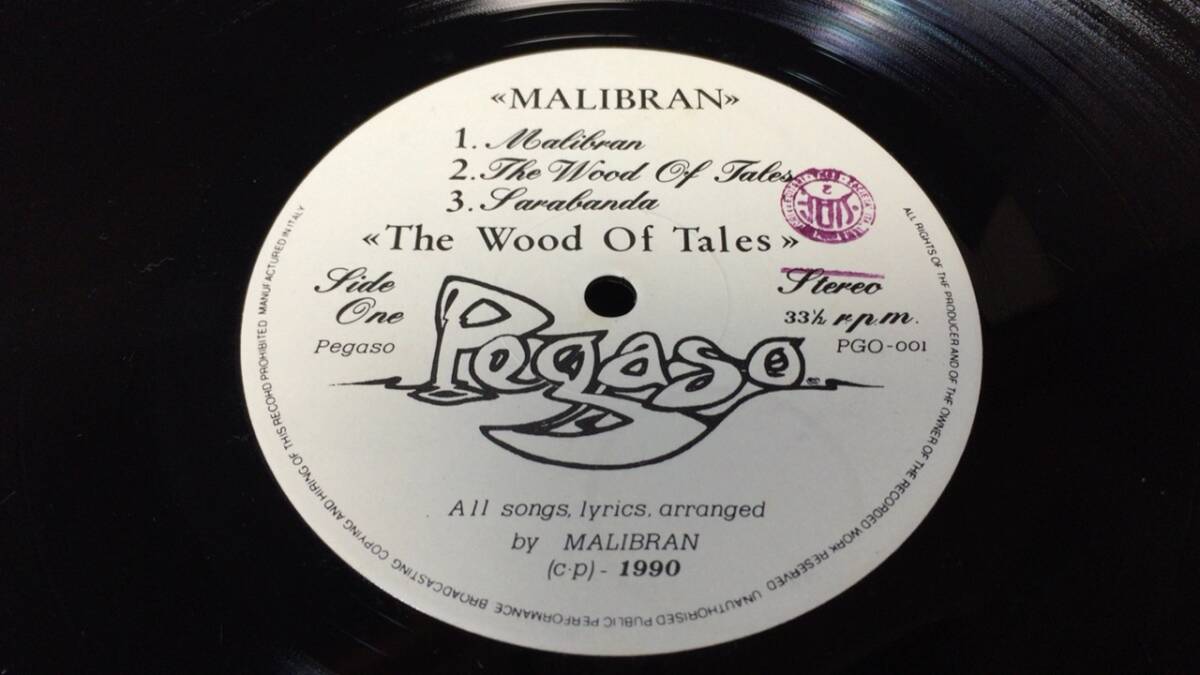 «MALIBRAN»
1. Malibran
2. The Wood Of Tales
3. Sarabanda
«The Wood Of Tales»
Side One
Stereo
33⅓ r.p.m.
Pegaso
PGO-001
Pegaso
All songs, lyrics, arranged
by MALIBRAN
(c.p) - 1990
ALL RIGHTS OF THE PRODUCER AND OF THE OWNER OF THE RECORDED WORK RESERVED UNAUTHORISED PUBLIC PERFORMANCE BROADCASTING COPYING AND HIRING OF THIS RECORD PROHIBITED MANUFACTURED IN ITALY